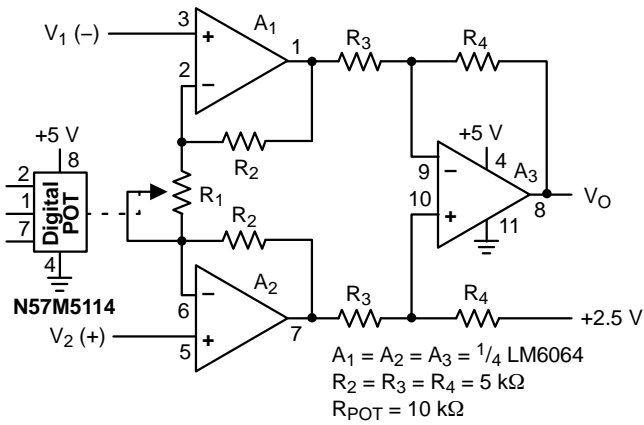 V1 (–)
3
+
A1
1
R3
R4
2
–
+5 V
8
R2
+5 V
4
A3
9
–
2
1
7
Digital
POT
R1
10
+
8
VO
11
R2
4
N57M5114
–
6
A2
7
R3
R4
+2.5 V
V2 (+)
5
+
A1 = A2 = A3 = 1/4 LM6064
R2 = R3 = R4 = 5 kΩ
RPOT = 10 kΩ